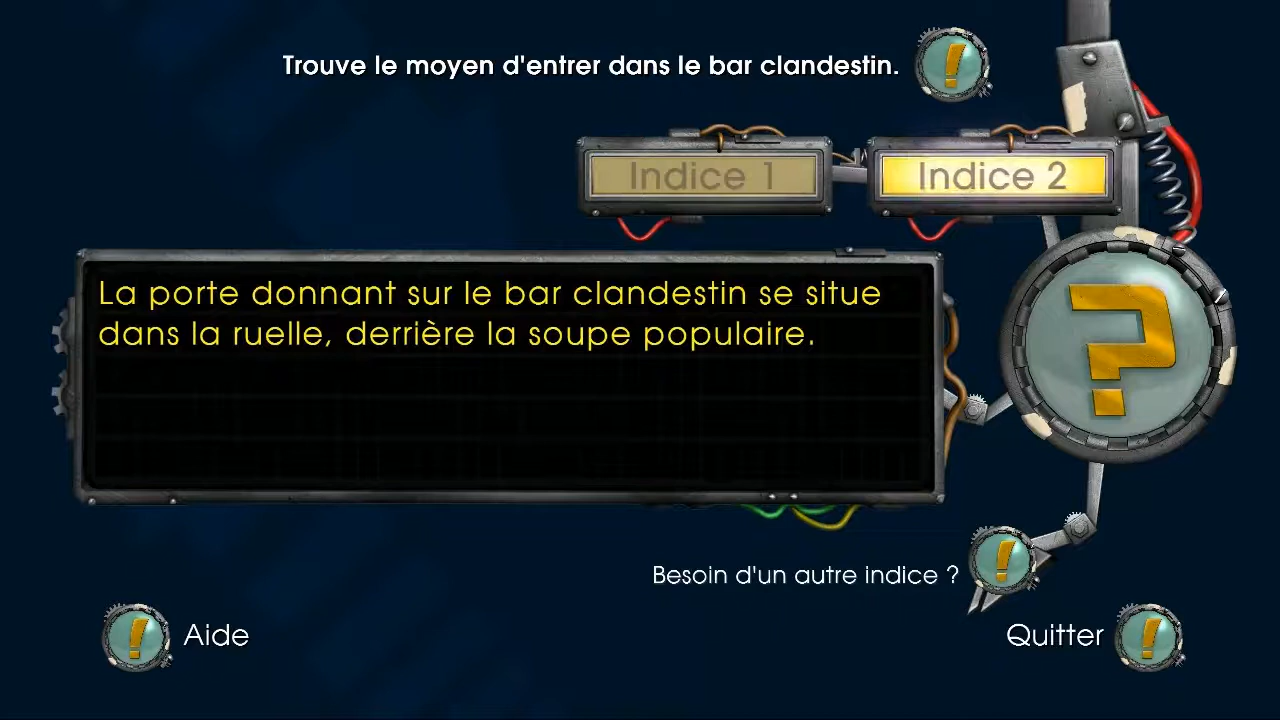 Trouve le moyen d'entrer dans le bar clandestin.
Indice 1
Indice 2
La porte donnant sur le bar clandestin se situe
dans la ruelle, derrière la soupe populaire.
Besoin d'un autre indice ?
Aide
Quitter